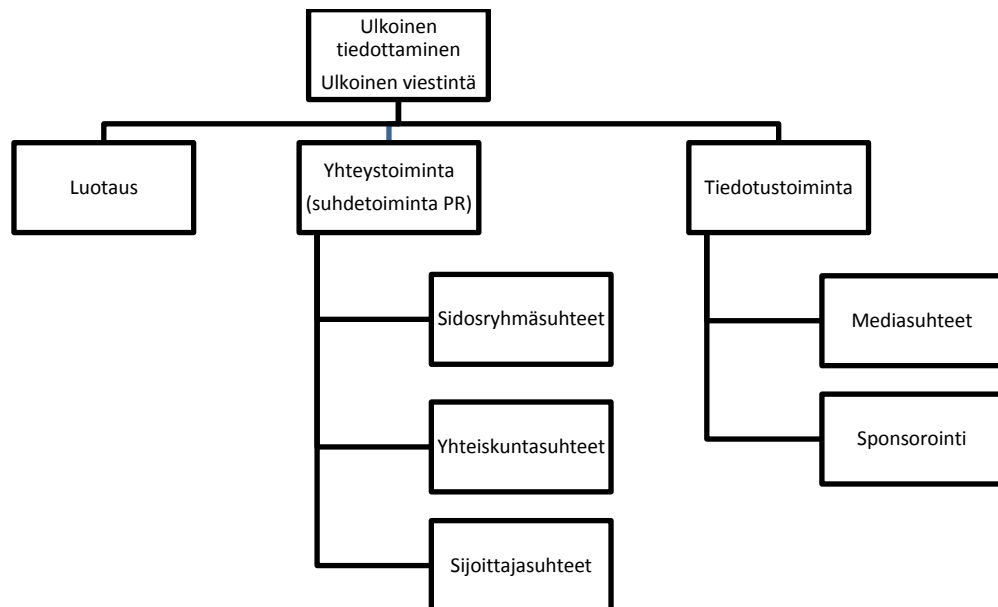 Ulkoinen
tiedottaminen
Ulkoinen viestintä
Luotaus
Yhteystoiminta
(suhdetoiminta PR)
Tiedotustoiminta
Sidosryhmäsuhteet
Yhteiskuntasuhteet
Sijoittajasuhteet
Mediasuhteet
Sponsorointi